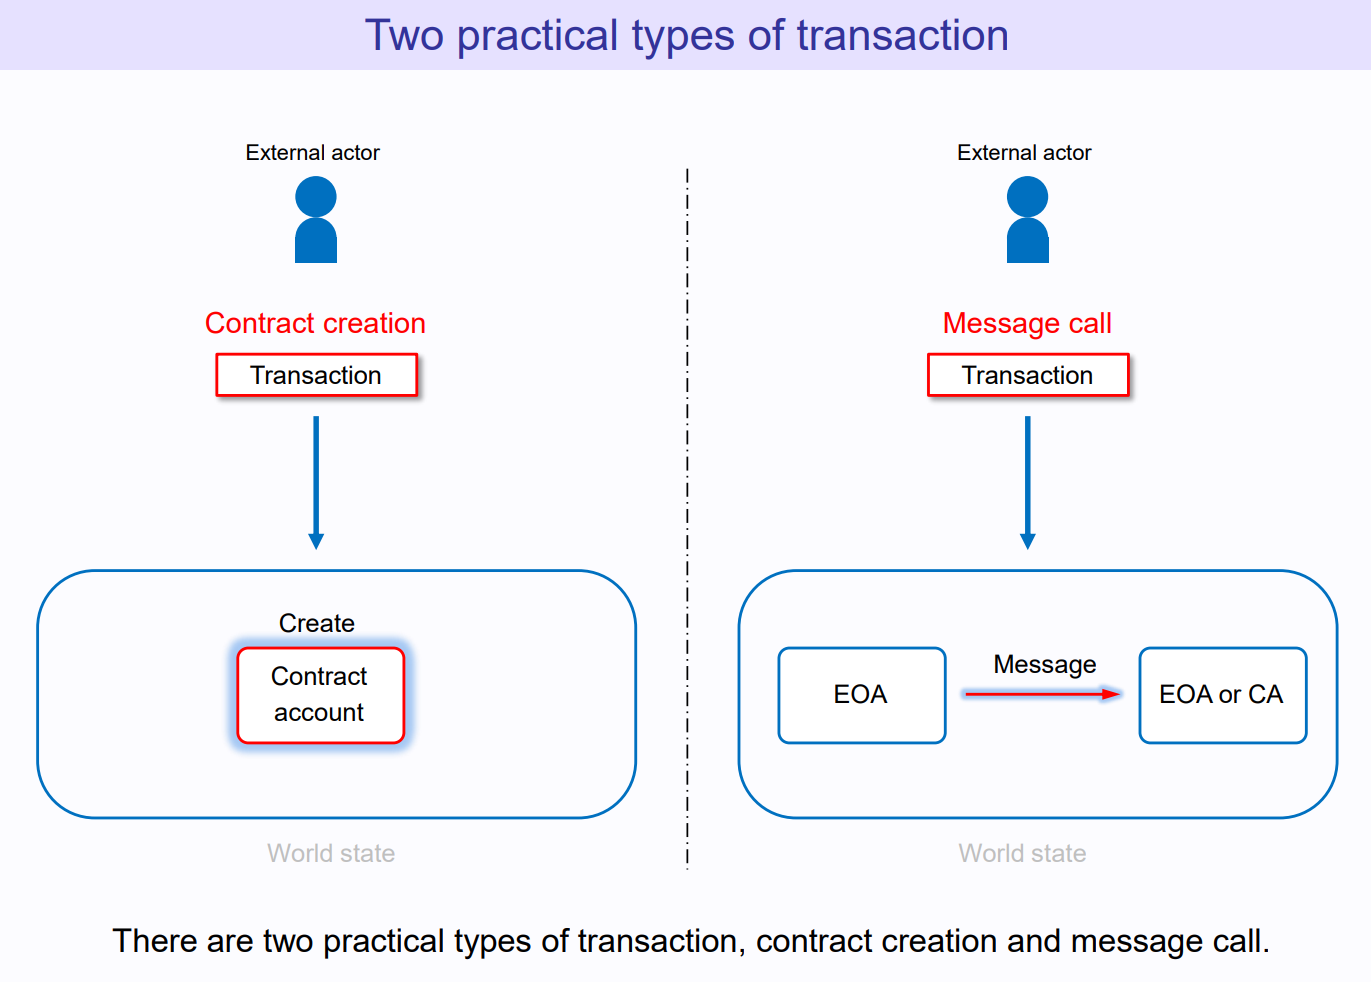 Two practical types of transaction
External actor
Contract creation
Transaction
Create
Contract
account
World state
External actor
Message call
Transaction
EOA
Message
EOA or CA
World state
There are two practical types of transaction, contract creation and message call.